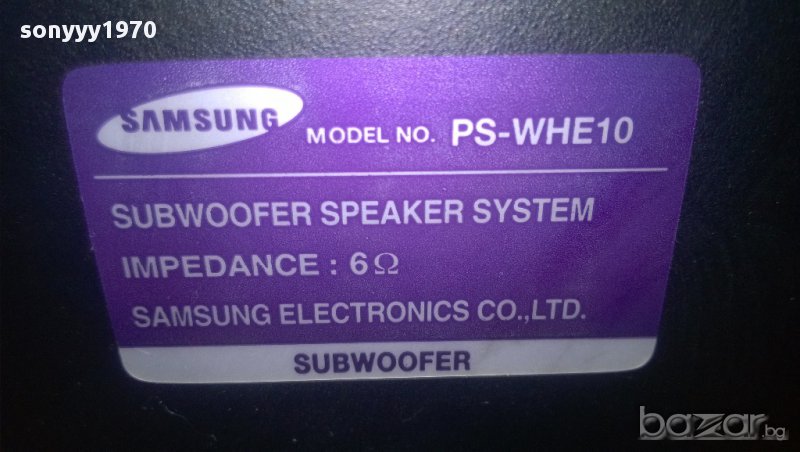 sonyyy1970
SAMSUNG MODEL NO. PS-WHE10
SUBWOOFER SPEAKER SYSTEM
IMPEDANCE : 6Ω
SAMSUNG ELECTRONICS CO.,LTD.
SUBWOOFER
bazar.bg